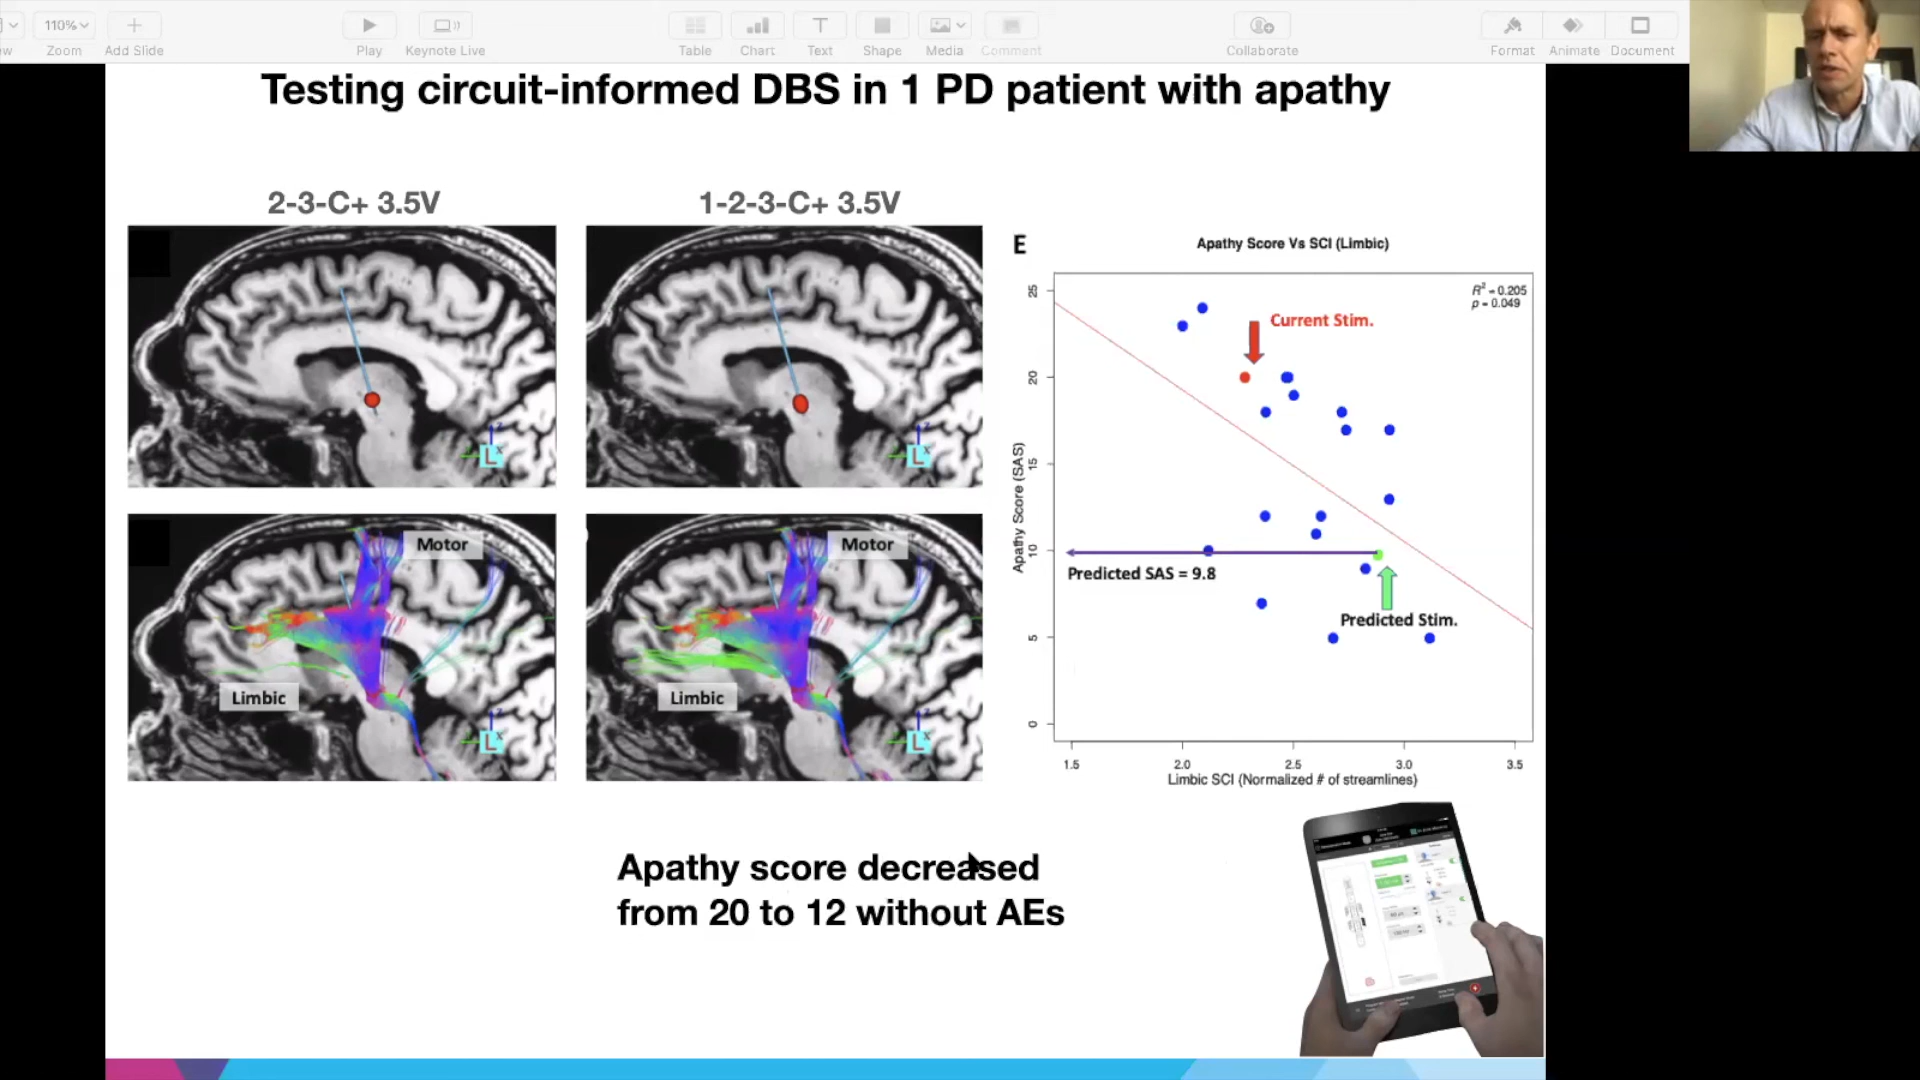 110%
Zoom
Add Slide
Play
Keynote Live
Table
Chart
Text
Shape
Media
Comment
Collaborate
Format
Animate
Document
Testing circuit-informed DBS in 1 PD patient with apathy
2-3-C+ 3.5V
1-2-3-C+ 3.5V
L
L
Motor
Limbic
L
Motor
Limbic
L
E
Apathy Score Vs SCI (Limbic)
R² = 0.205
p = 0.049
Current Stim.
Predicted SAS = 9.8
Predicted Stim.
Apathy Score (SAS)
25
20
15
10
5
0
1.5
2.0
2.5
3.0
3.5
Limbic SCI (Normalized # of streamlines)
Apathy score decreased
from 20 to 12 without AEs